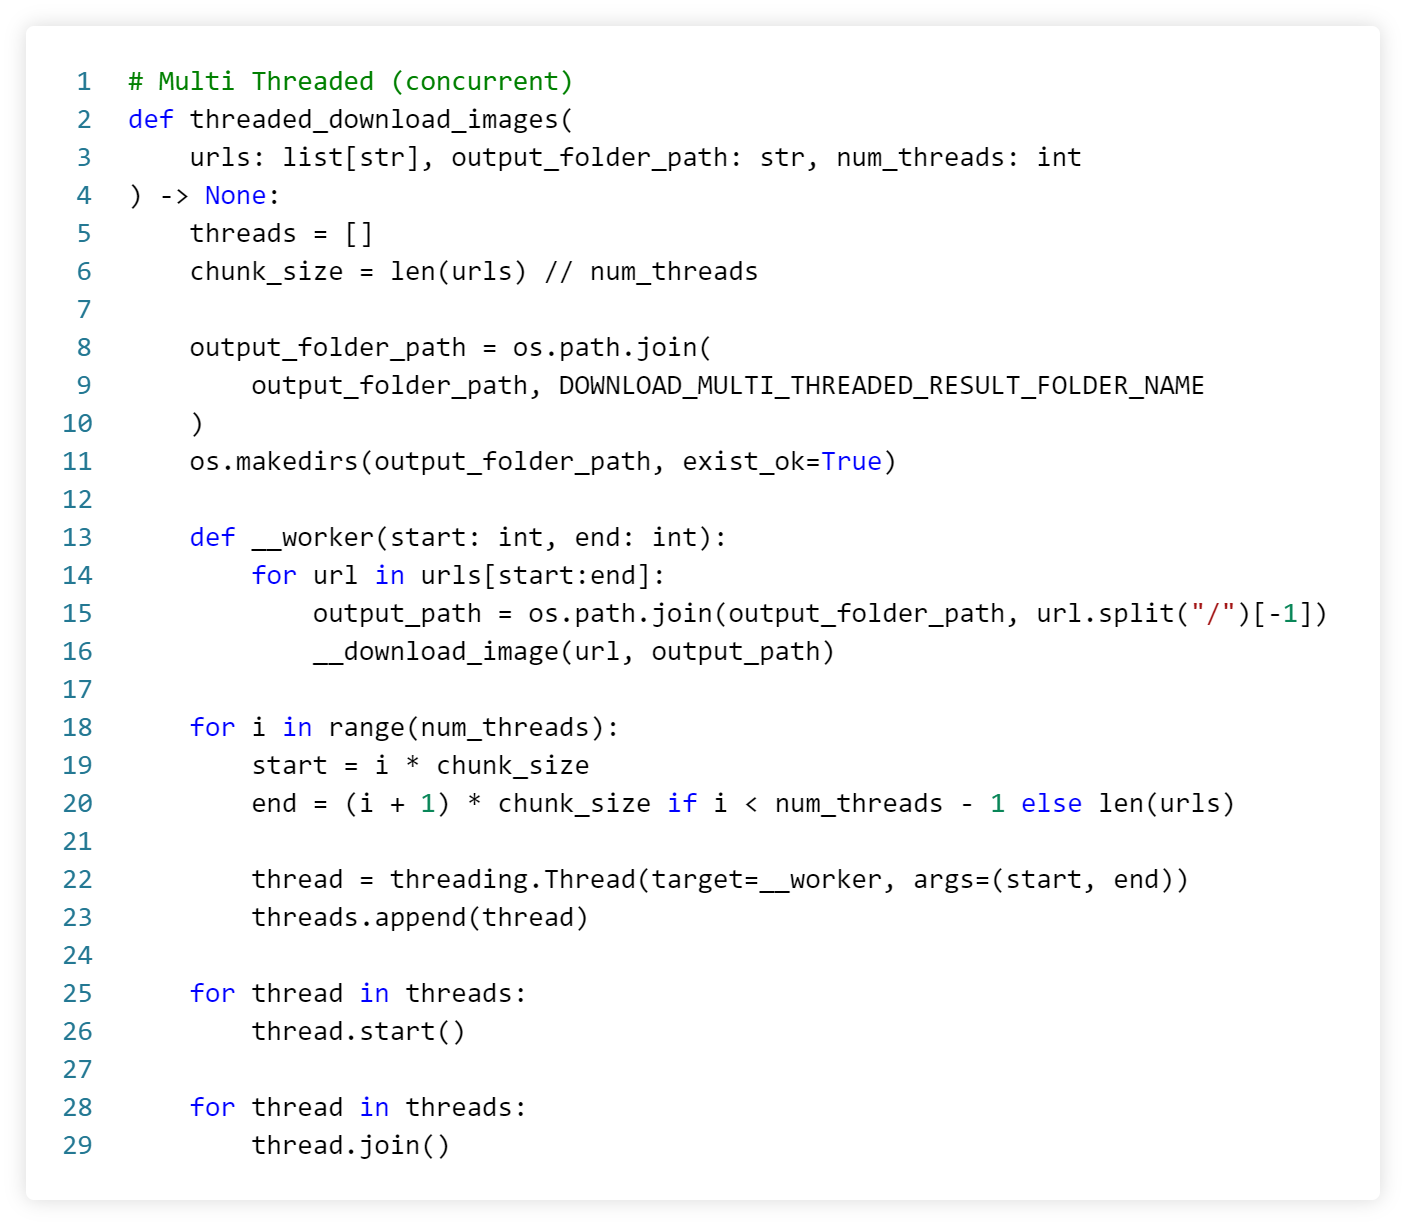 1 # Multi Threaded (concurrent)
2 def threaded_download_images(
3     urls: list[str], output_folder_path: str, num_threads: int
4 ) -> None:
5     threads = []
6     chunk_size = len(urls) // num_threads
7
8     output_folder_path = os.path.join(
9         output_folder_path, DOWNLOAD_MULTI_THREADED_RESULT_FOLDER_NAME
10     )
11     os.makedirs(output_folder_path, exist_ok=True)
12
13     def __worker(start: int, end: int):
14         for url in urls[start:end]:
15             output_path = os.path.join(output_folder_path, url.split("/")[-1])
16             __download_image(url, output_path)
17
18     for i in range(num_threads):
19         start = i * chunk_size
20         end = (i + 1) * chunk_size if i < num_threads - 1 else len(urls)
21
22         thread = threading.Thread(target=__worker, args=(start, end))
23         threads.append(thread)
24
25     for thread in threads:
26         thread.start()
27
28     for thread in threads:
29         thread.join()